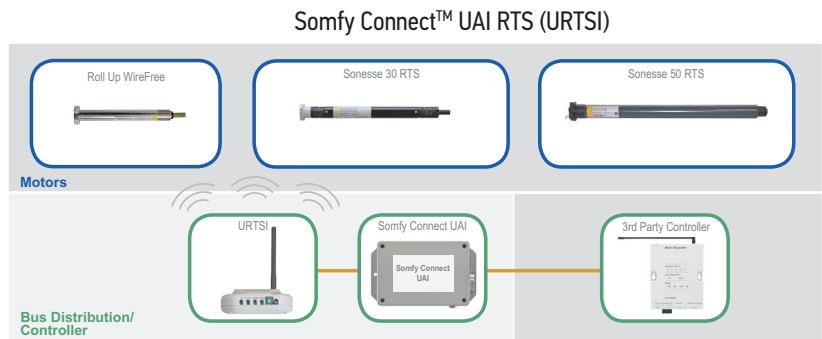 Somfy Connect™ UAI RTS (URTSI)
Roll Up WireFree
Sonesse 30 RTS
Sonesse 50 RTS
Motors
URTSI
Somfy Connect UAI
3rd Party Controller
Somfy Connect
UAI
Bus Distribution/
Controller